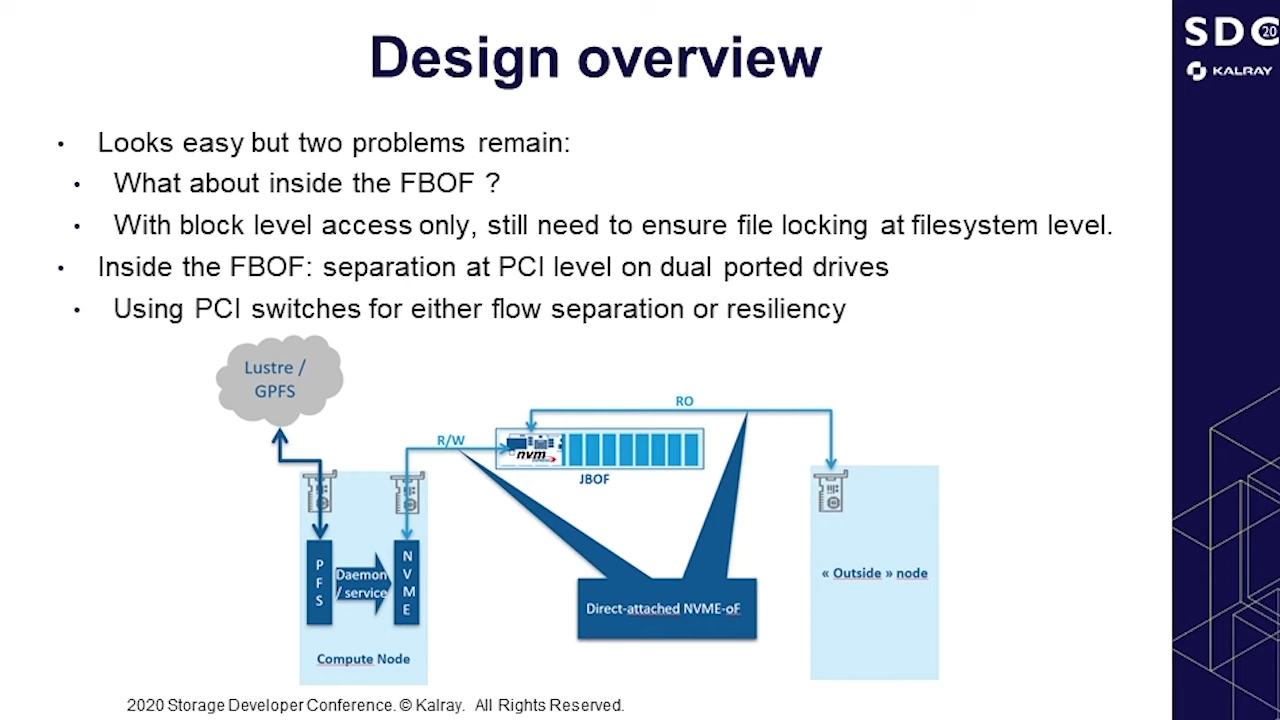 Design overview
SDC
20
KALRAY
• Looks easy but two problems remain:
• What about inside the FBOF ?
• With block level access only, still need to ensure file locking at filesystem level.
• Inside the FBOF: separation at PCI level on dual ported drives
• Using PCI switches for either flow separation or resiliency
Lustre /
GPFS
RO
R/W
nvm
JBOF
PFS
Daemon
/ service
NVME
« Outside » node
Direct-attached NVME-oF
Compute Node
2020 Storage Developer Conference. © Kalray. All Rights Reserved.